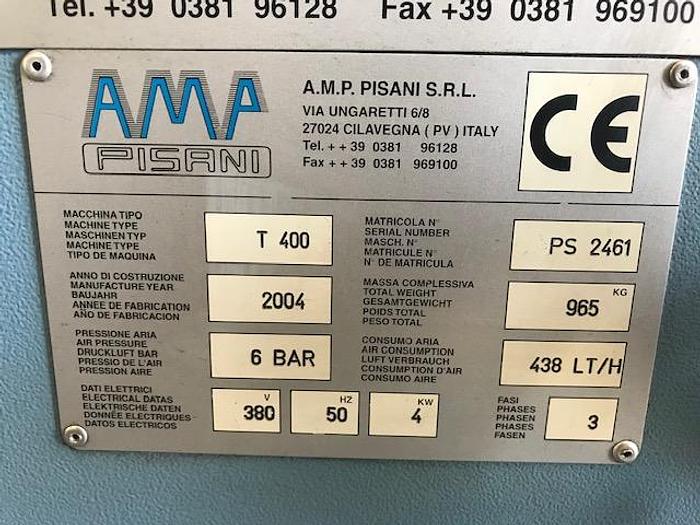 Tel. +39 0381 96128 Fax +39 0381 969100
AMP
PISANI
A.M.P. PISANI S.R.L.
VIA UNGARETTI 6/8
27024 CILAVEGNA ( PV ) ITALY
Tel. + + 39 0381 96128
Fax + + 39 0381 969100
CE
MACCHINA TIPO
MACHINE TYPE
MASCHINEN TYP
MACHINE TYPE
TIPO DE MAQUINA
T 400
MATRICOLA N°
SERIAL NUMBER
MASCH. N°
MATRICULE N°
N° DE MATRICULA
PS 2461
ANNO DI COSTRUZIONE
MANUFACTURE YEAR
BAUJAHR
ANNEE DE FABRICATION
AÑO DE FABRICACION
2004
MASSA COMPLESSIVA
TOTAL WEIGHT
GESAMTGEWICHT
POIDS TOTAL
PESO TOTAL
KG
965
PRESSIONE ARIA
AIR PRESSURE
DRUCKLUFT BAR
PRESSIO DE L'AIR
PRESSION AIRE
6 BAR
CONSUMO ARIA
AIR CONSUMPTION
LUFT VERBRAUCH
CONSUMPTION D'AIR
CONSUMO AIRE
438 LT/H
DATI ELETTRICI
ELECTRICAL DATAS
ELEKTRISCHE DATEN
DONNÉE ELECTRIQUES
DATOS ELECTRICOS
V
380
HZ
50
KW
4
FASI
PHASES
PHASEN
PHASES
FASEN
3